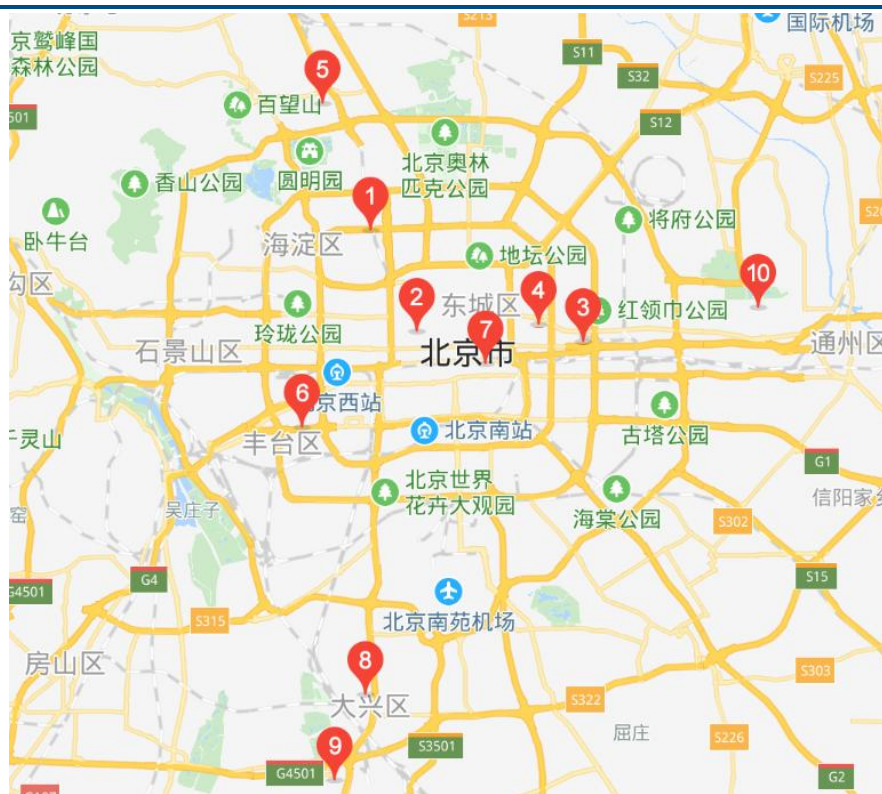 S213
国际机场
京鹫峰国
森林公园
S11
5
S32
S225
百望山
501
S12
北京奥林
匹克公园
圆明园
香山公园
1
将府公园
卧牛台
海淀区
地坛公园
10
沟区
2
东城区
4
3
红领巾公园
玲珑公园
7
石景山区
北京市
通州区
京西站
6
古塔公园
北京南站
千灵山
丰台区
G1
北京世界
花卉大观园
信阳家
吴庄子
窑
海棠公园
S302
G4
S15
G4501
北京南苑机场
S315
房山区
8
S303
大兴区
S322
屈庄
9
S3501
S226
G4501
G2